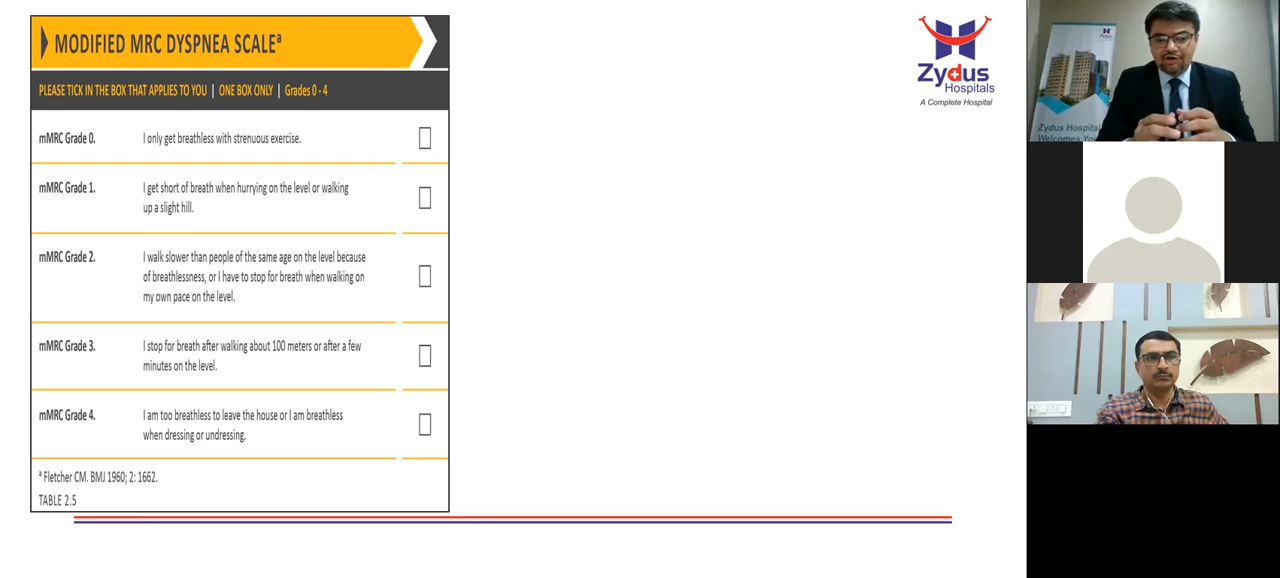 MODIFIED MRC DYSPNEA SCALEª
PLEASE TICK IN THE BOX THAT APPLIES TO YOU | ONE BOX ONLY | Grades 0 - 4
mMRC Grade 0. I only get breathless with strenuous exercise.
mMRC Grade 1. I get short of breath when hurrying on the level or walking
up a slight hill.
mMRC Grade 2. I walk slower than people of the same age on the level because
of breathlessness, or I have to stop for breath when walking on
my own pace on the level.
mMRC Grade 3. I stop for breath after walking about 100 meters or after a few
minutes on the level.
mMRC Grade 4. I am too breathless to leave the house or I am breathless
when dressing or undressing.
ª Fletcher CM. BMJ 1960; 2: 1662.
TABLE 2.5
Zydus
Hospitals
A Complete Hospital
Zydus Hospital
Welcomes You